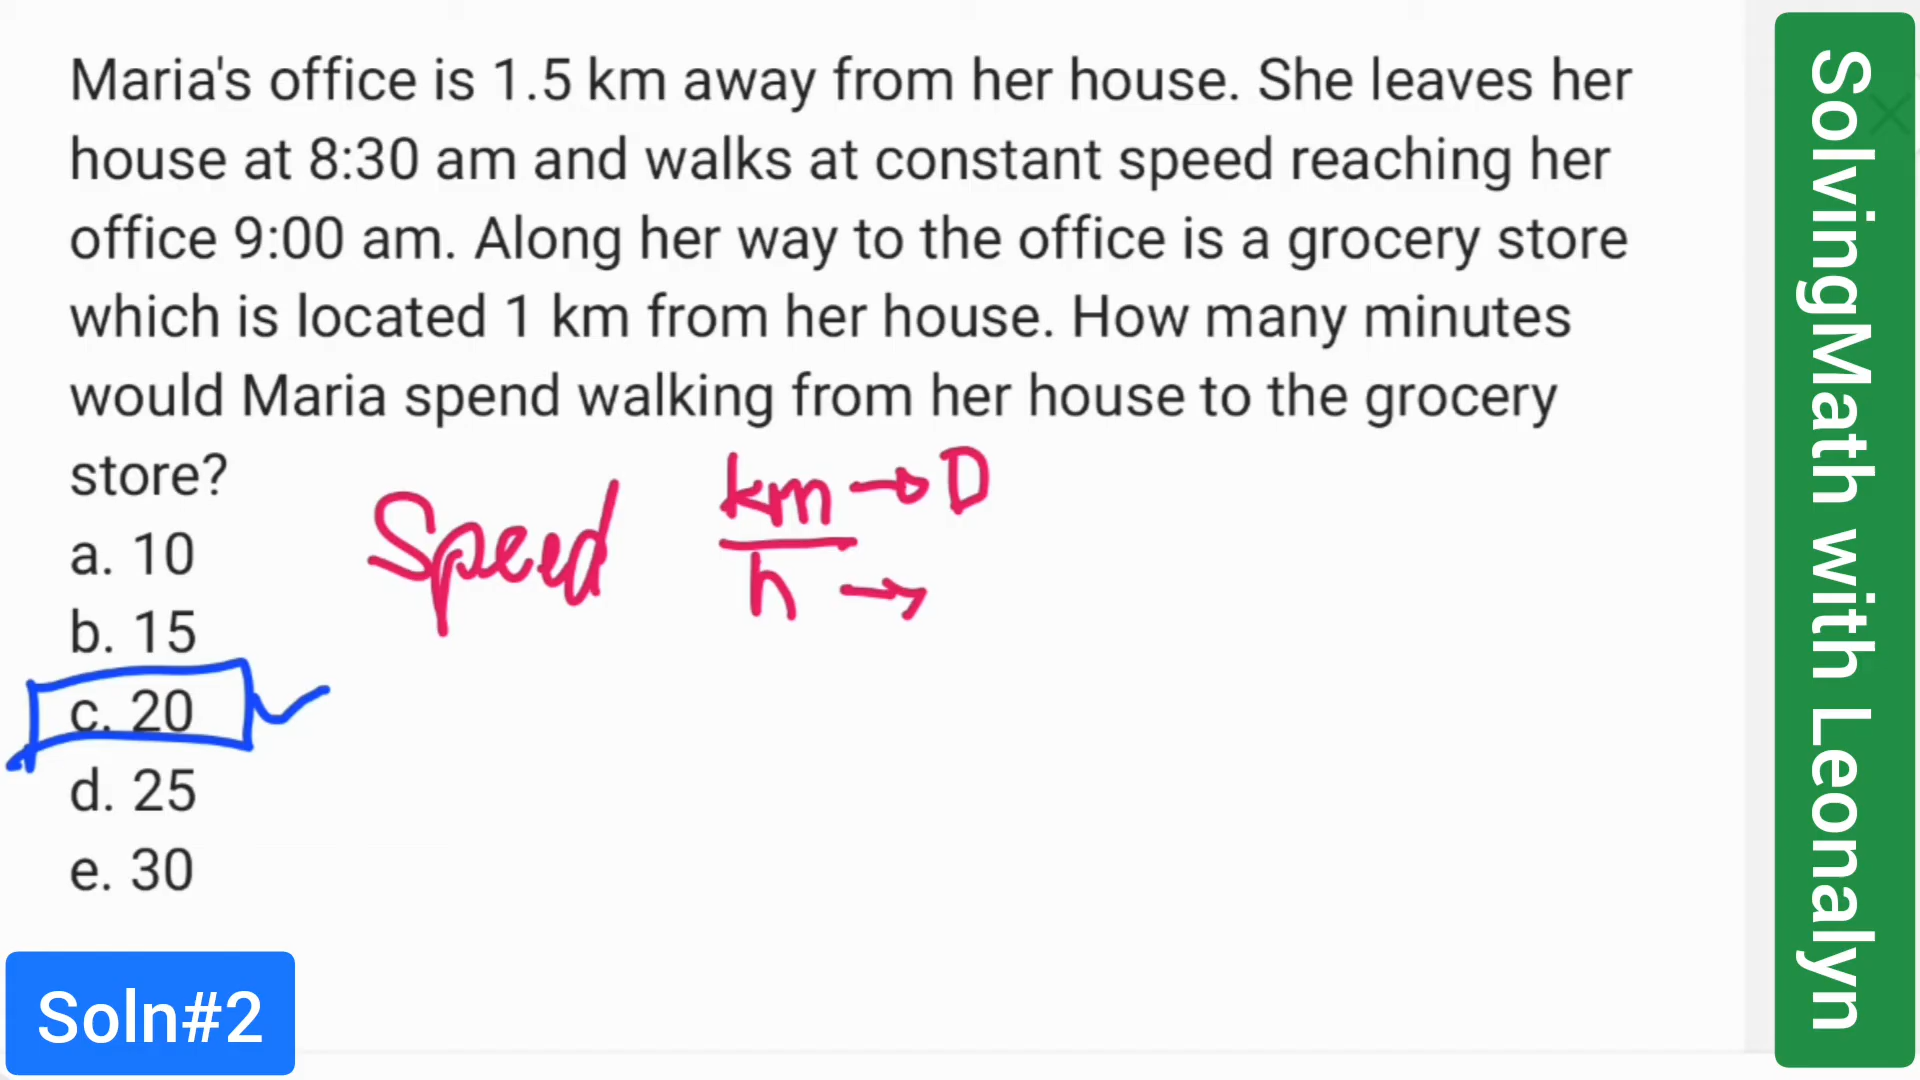 Maria's office is 1.5 km away from her house. She leaves her
house at 8:30 am and walks at constant speed reaching her
office 9:00 am. Along her way to the office is a grocery store
which is located 1 km from her house. How many minutes
would Maria spend walking from her house to the grocery
store?
Speed km → D
h →
a. 10
b. 15
c. 20
d. 25
e. 30
Soln#2
SolvingMath with Leonalyn